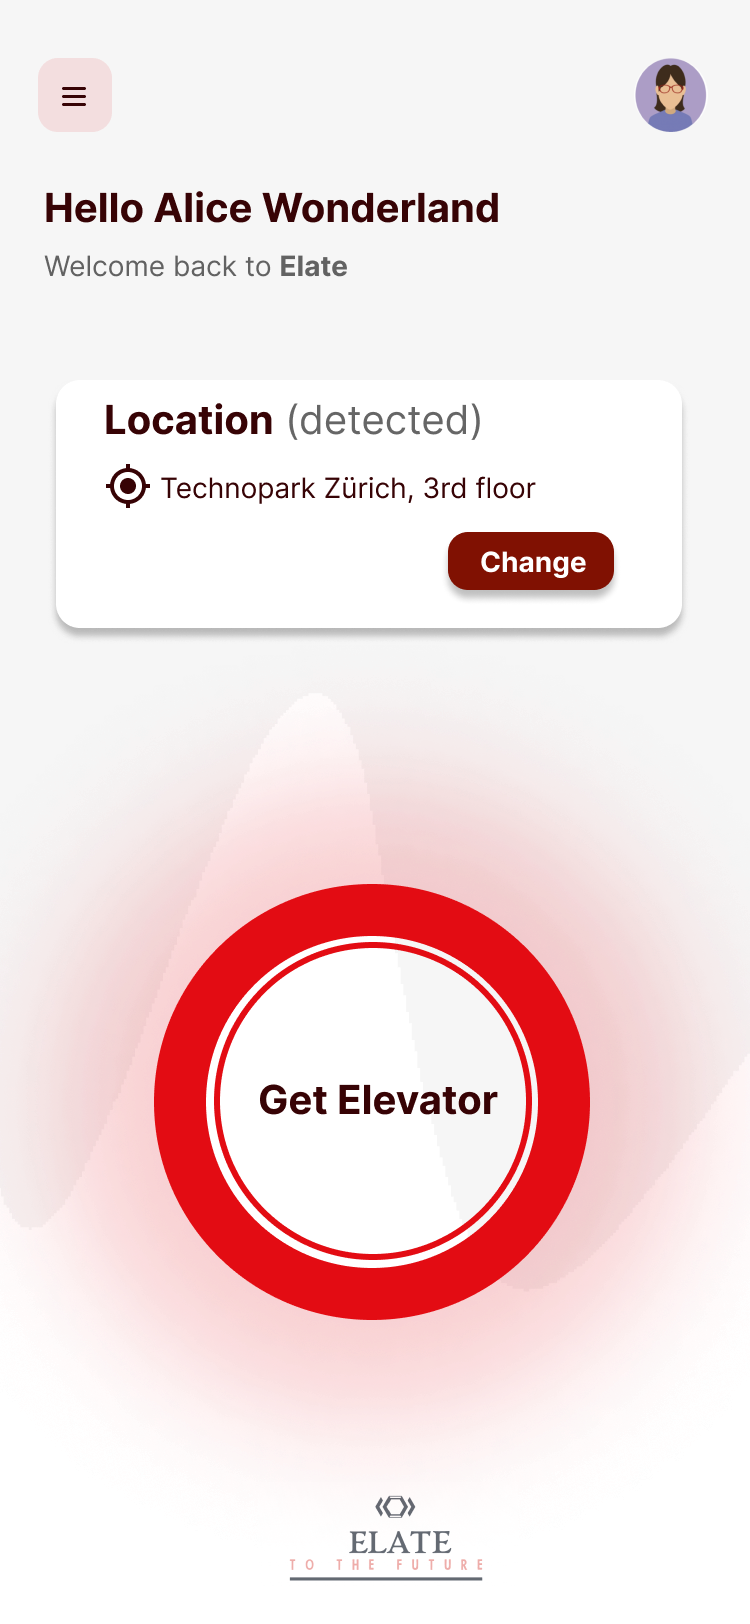 Hello Alice Wonderland
Welcome back to Elate
Location (detected)
Technopark Zürich, 3rd floor
Change
Get Elevator
ELATE
TO THE FUTURE